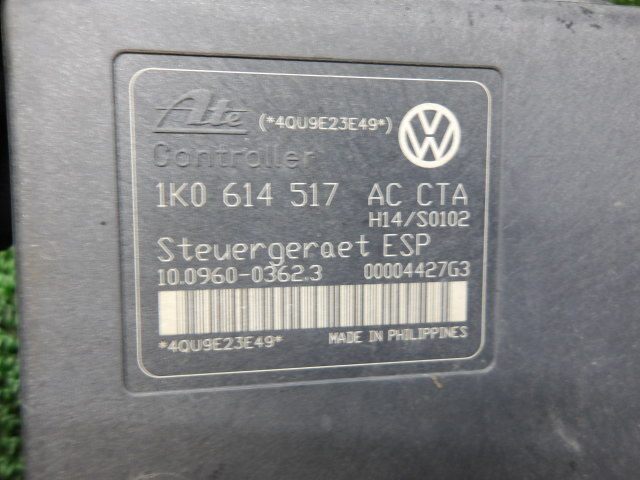 Ate (*4QU9E23E49*) VW
Controller
1K0 614 517 AC CTA
H14/S0102
Steuergeraet ESP
10.0960-0362.3 00004427G3
*4QU9E23E49* MADE IN PHILIPPINES